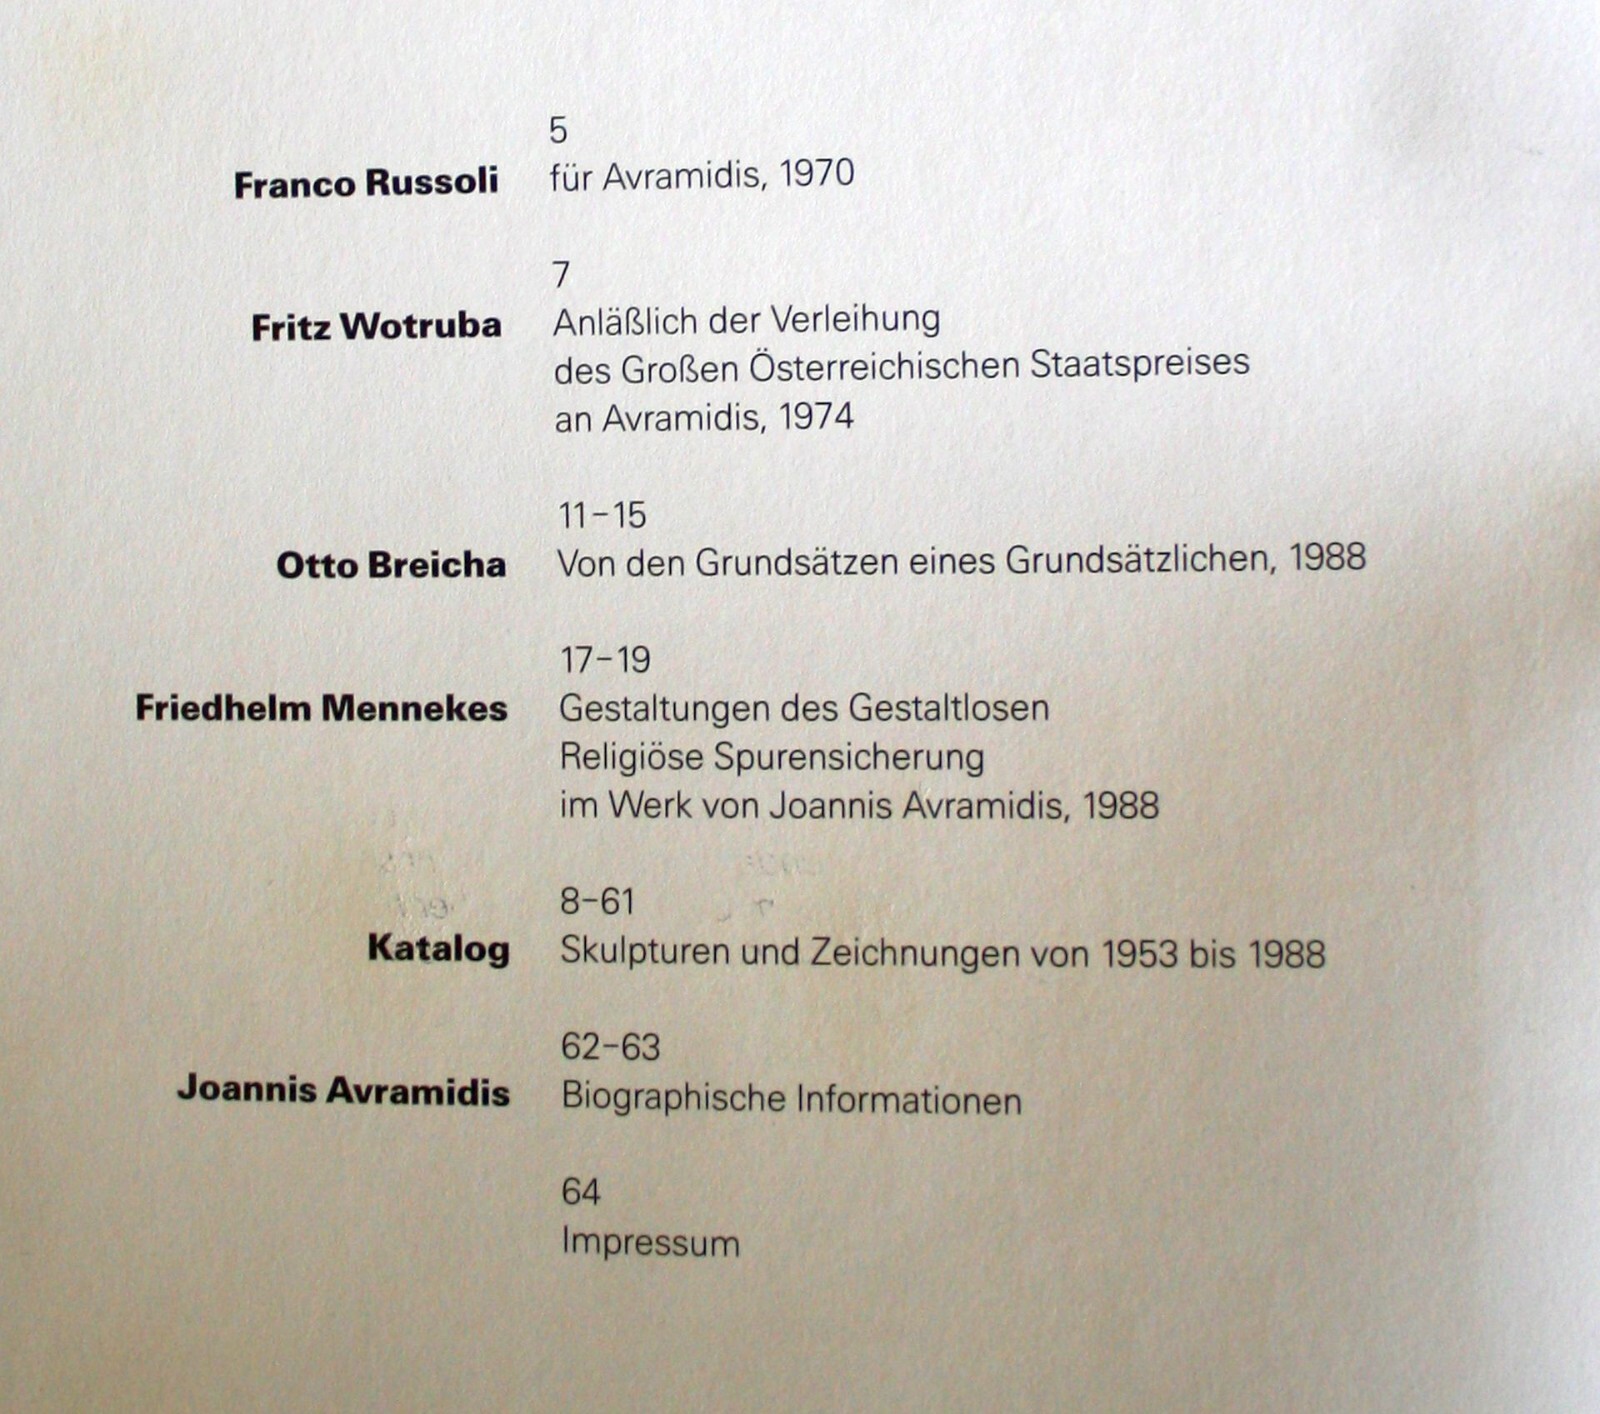 5
Franco Russoli für Avramidis, 1970
7
Fritz Wotruba Anläßlich der Verleihung
des Großen Österreichischen Staatspreises
an Avramidis, 1974
11–15
Otto Breicha Von den Grundsätzen eines Grundsätzlichen, 1988
17–19
Friedhelm Mennekes Gestaltungen des Gestaltlosen
Religiöse Spurensicherung
im Werk von Joannis Avramidis, 1988
8–61
Katalog Skulpturen und Zeichnungen von 1953 bis 1988
62–63
Joannis Avramidis Biographische Informationen
64
Impressum